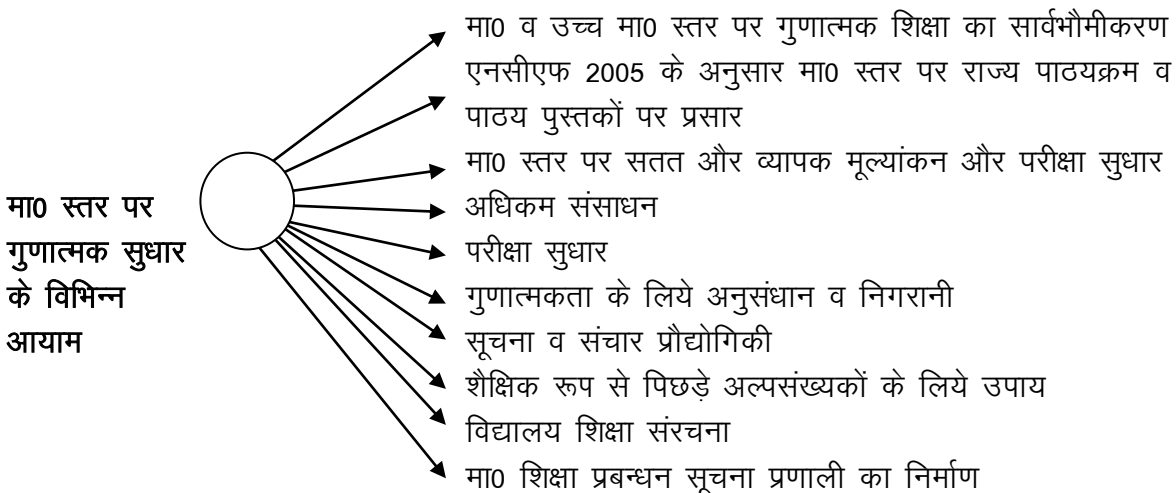 मा0 स्तर पर
गुणात्मक सुधार
के विभिन्न
आयाम
मा0 व उच्च मा0 स्तर पर गुणात्मक शिक्षा का सार्वभौमीकरण
एनसीएफ 2005 के अनुसार मा0 स्तर पर राज्य पाठयक्रम व
पाठय पुस्तकों पर प्रसार
मा0 स्तर पर सतत और व्यापक मूल्यांकन और परीक्षा सुधार
अधिकम संसाधन
परीक्षा सुधार
गुणात्मकता के लिये अनुसंधान व निगरानी
सूचना व संचार प्रौद्योगिकी
शैक्षिक रूप से पिछड़े अल्पसंख्यकों के लिये उपाय
विद्यालय शिक्षा संरचना
मा0 शिक्षा प्रबन्धन सूचना प्रणाली का निर्माण